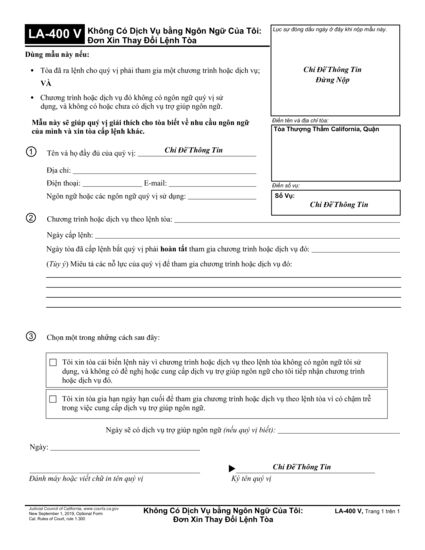 LA-400 V
Không Có Dịch Vụ bằng Ngôn Ngữ Của Tôi:
Đơn Xin Thay Đổi Lệnh Tòa
Lục sự đóng dấu ngày ở đây khi nộp mẫu này.
Dùng mẫu này nếu:
• Tòa đã ra lệnh cho quý vị phải tham gia một chương trình hoặc dịch vụ;
VÀ
• Chương trình hoặc dịch vụ đó không có ngôn ngữ quý vị sử
dụng, và không có hoặc chưa có dịch vụ trợ giúp ngôn ngữ.
Chỉ Để Thông Tin
Đừng Nộp
Mẫu này sẽ giúp quý vị giải thích cho tòa biết về nhu cầu ngôn ngữ
của mình và xin tòa cấp lệnh khác.
Điền tên và địa chỉ tòa:
Tòa Thượng Thẩm California, Quận
① Tên và họ đầy đủ của quý vị: Chỉ Để Thông Tin
Địa chỉ:
Điện thoại: E-mail:
Ngôn ngữ hoặc các ngôn ngữ quý vị sử dụng:
Điền số vụ:
Số Vụ:
Chỉ Để Thông Tin
② Chương trình hoặc dịch vụ theo lệnh tòa:
Ngày cấp lệnh:
Ngày tòa đã cấp lệnh bắt quý vị phải hoàn tất tham gia chương trình hoặc dịch vụ đó:
(Tùy ý) Miêu tả các nỗ lực của quý vị để tham gia chương trình hoặc dịch vụ đó:
③ Chọn một trong những cách sau đây:
Tôi xin tòa cải biến lệnh này vì chương trình hoặc dịch vụ theo lệnh tòa không có ngôn ngữ tôi sử
dụng, và không có đề nghị hoặc cung cấp dịch vụ trợ giúp ngôn ngữ cho tôi tiếp nhận chương trình
hoặc dịch vụ đó.
Tôi xin tòa gia hạn ngày hạn cuối để tham gia chương trình hoặc dịch vụ theo lệnh tòa vì có chậm trễ
trong việc cung cấp dịch vụ trợ giúp ngôn ngữ.
Ngày sẽ có dịch vụ trợ giúp ngôn ngữ (nếu quý vị biết):
Ngày:
Chỉ Để Thông Tin
Đánh máy hoặc viết chữ in tên quý vị
Ký tên quý vị
Judicial Council of California, www.courts.ca.gov
New September 1, 2019, Optional Form
Cal. Rules of Court, rule 1.300
Không Có Dịch Vụ bằng Ngôn Ngữ Của Tôi:
Đơn Xin Thay Đổi Lệnh Tòa
LA-400 V, Trang 1 trên 1